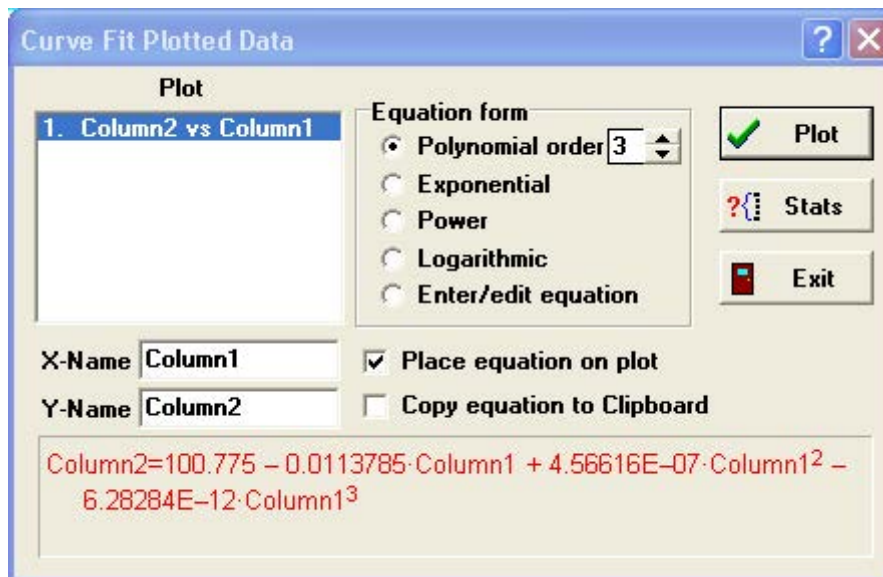 Curve Fit Plotted Data
Plot
1. Column2 vs Column1
Equation form
Polynomial order 3
Exponential
Power
Logarithmic
Enter/edit equation
Plot
?{ Stats
Exit
X-Name Column1
Y-Name Column2
Place equation on plot
Copy equation to Clipboard
Column2=100.775 – 0.0113785·Column1 + 4.56616E–07·Column1² –
6.28284E–12·Column1³